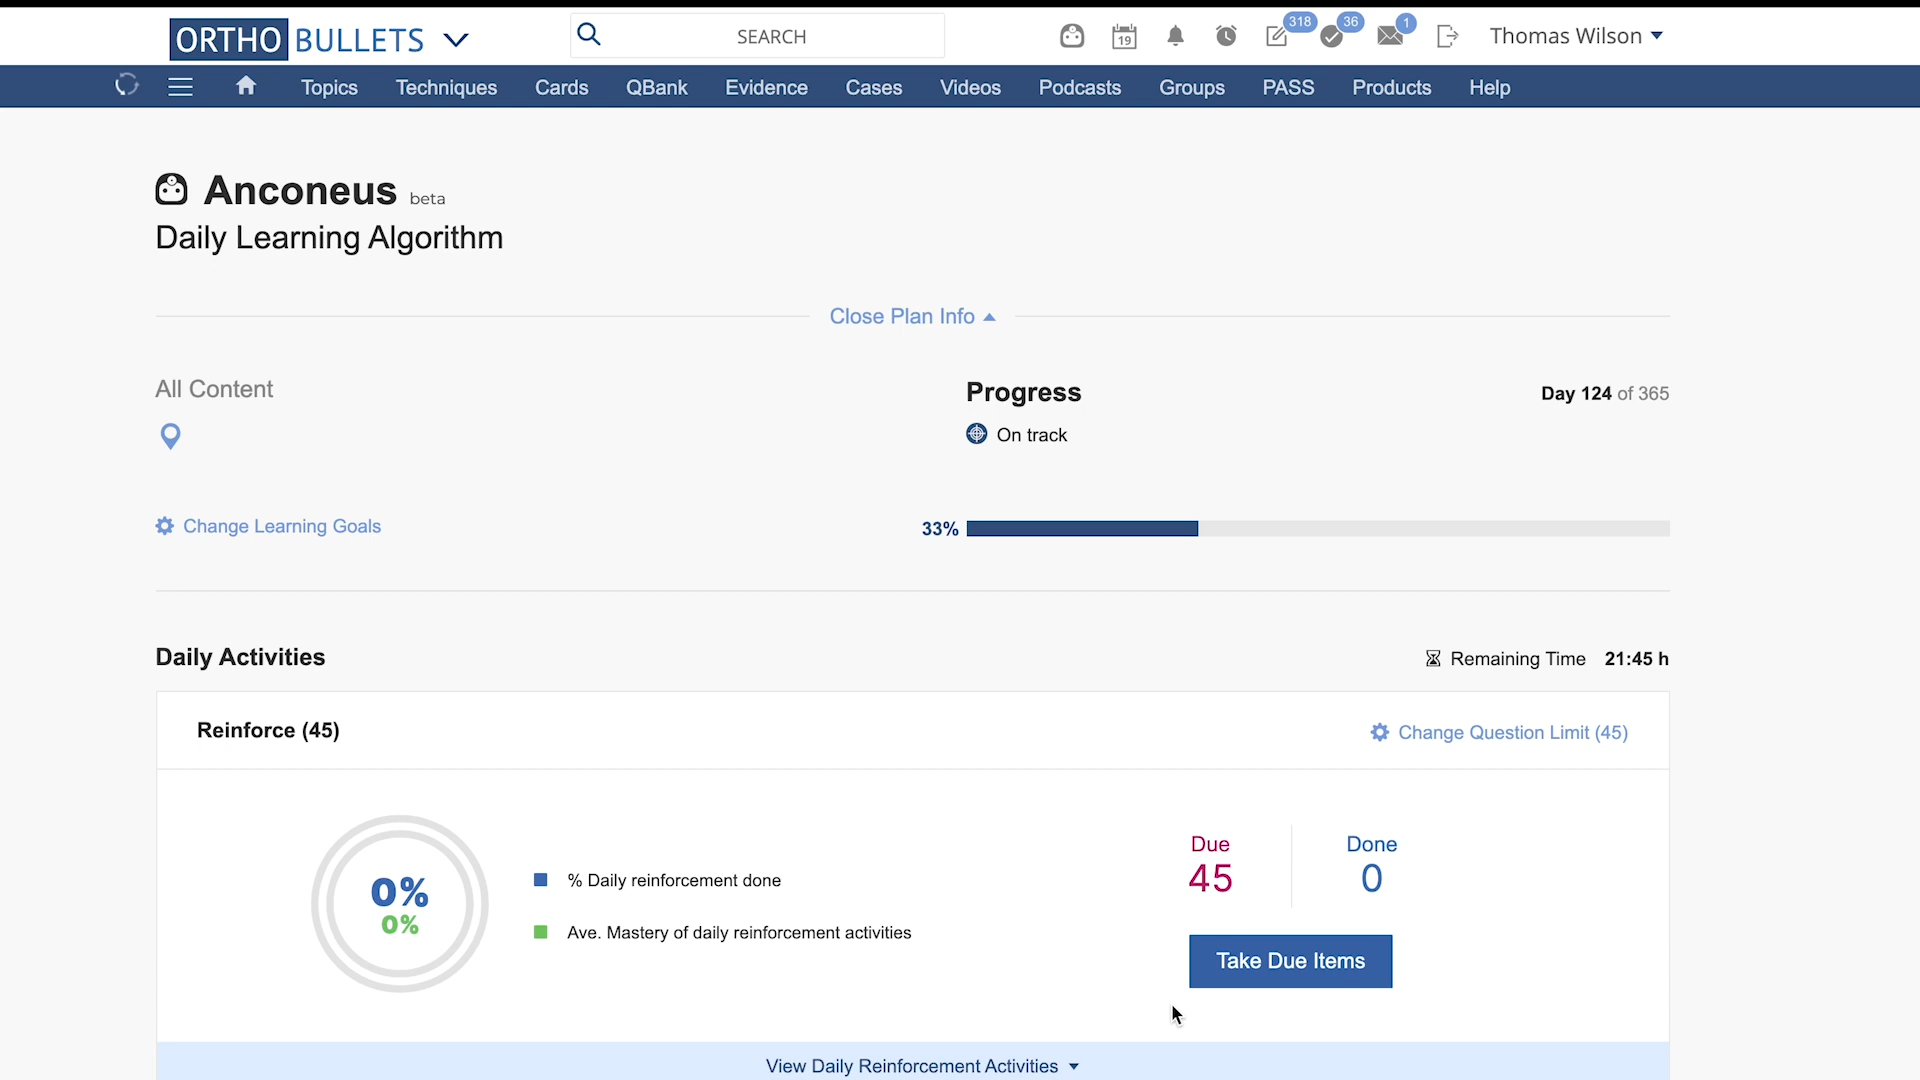 ORTHOBULLETS
SEARCH
19
318
36
1
Thomas Wilson
Topics Techniques Cards QBank Evidence Cases Videos Podcasts Groups PASS Products Help
Anconeus beta
Daily Learning Algorithm
Close Plan Info
All Content
Progress
Day 124 of 365
On track
Change Learning Goals
33%
Daily Activities
Remaining Time 21:45 h
Reinforce (45)
Change Question Limit (45)
0%
0%
% Daily reinforcement done
Ave. Mastery of daily reinforcement activities
Due
45
Done
0
Take Due Items
View Daily Reinforcement Activities